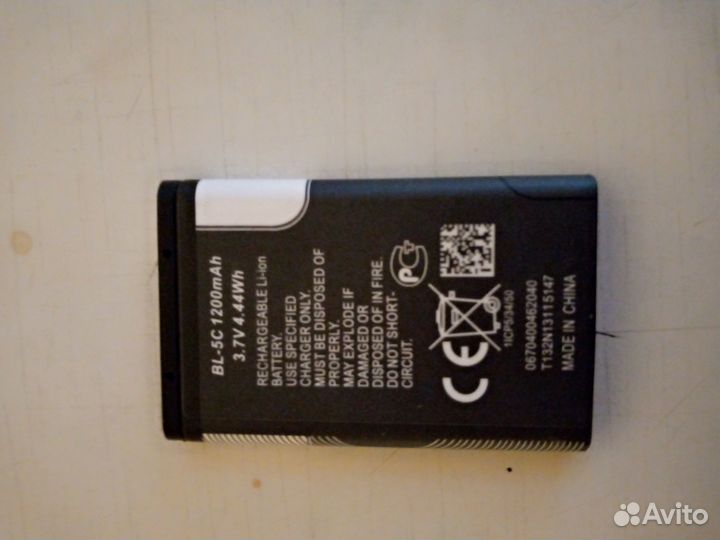 BL-5C 1200mAh
3.7V 4.44Wh
RECHARGEABLE Li-ion
BATTERY.
USE SPECIFIED
CHARGER ONLY.
MUST BE DISPOSED OF
PROPERLY.
MAY EXPLODE IF
DAMAGED OR
DISPOSED OF IN FIRE.
DO NOT SHORT-
CIRCUIT.
РС+
CE
1ICP5/34/50
0670400462040
T132N13115147
MADE IN CHINA
Avito